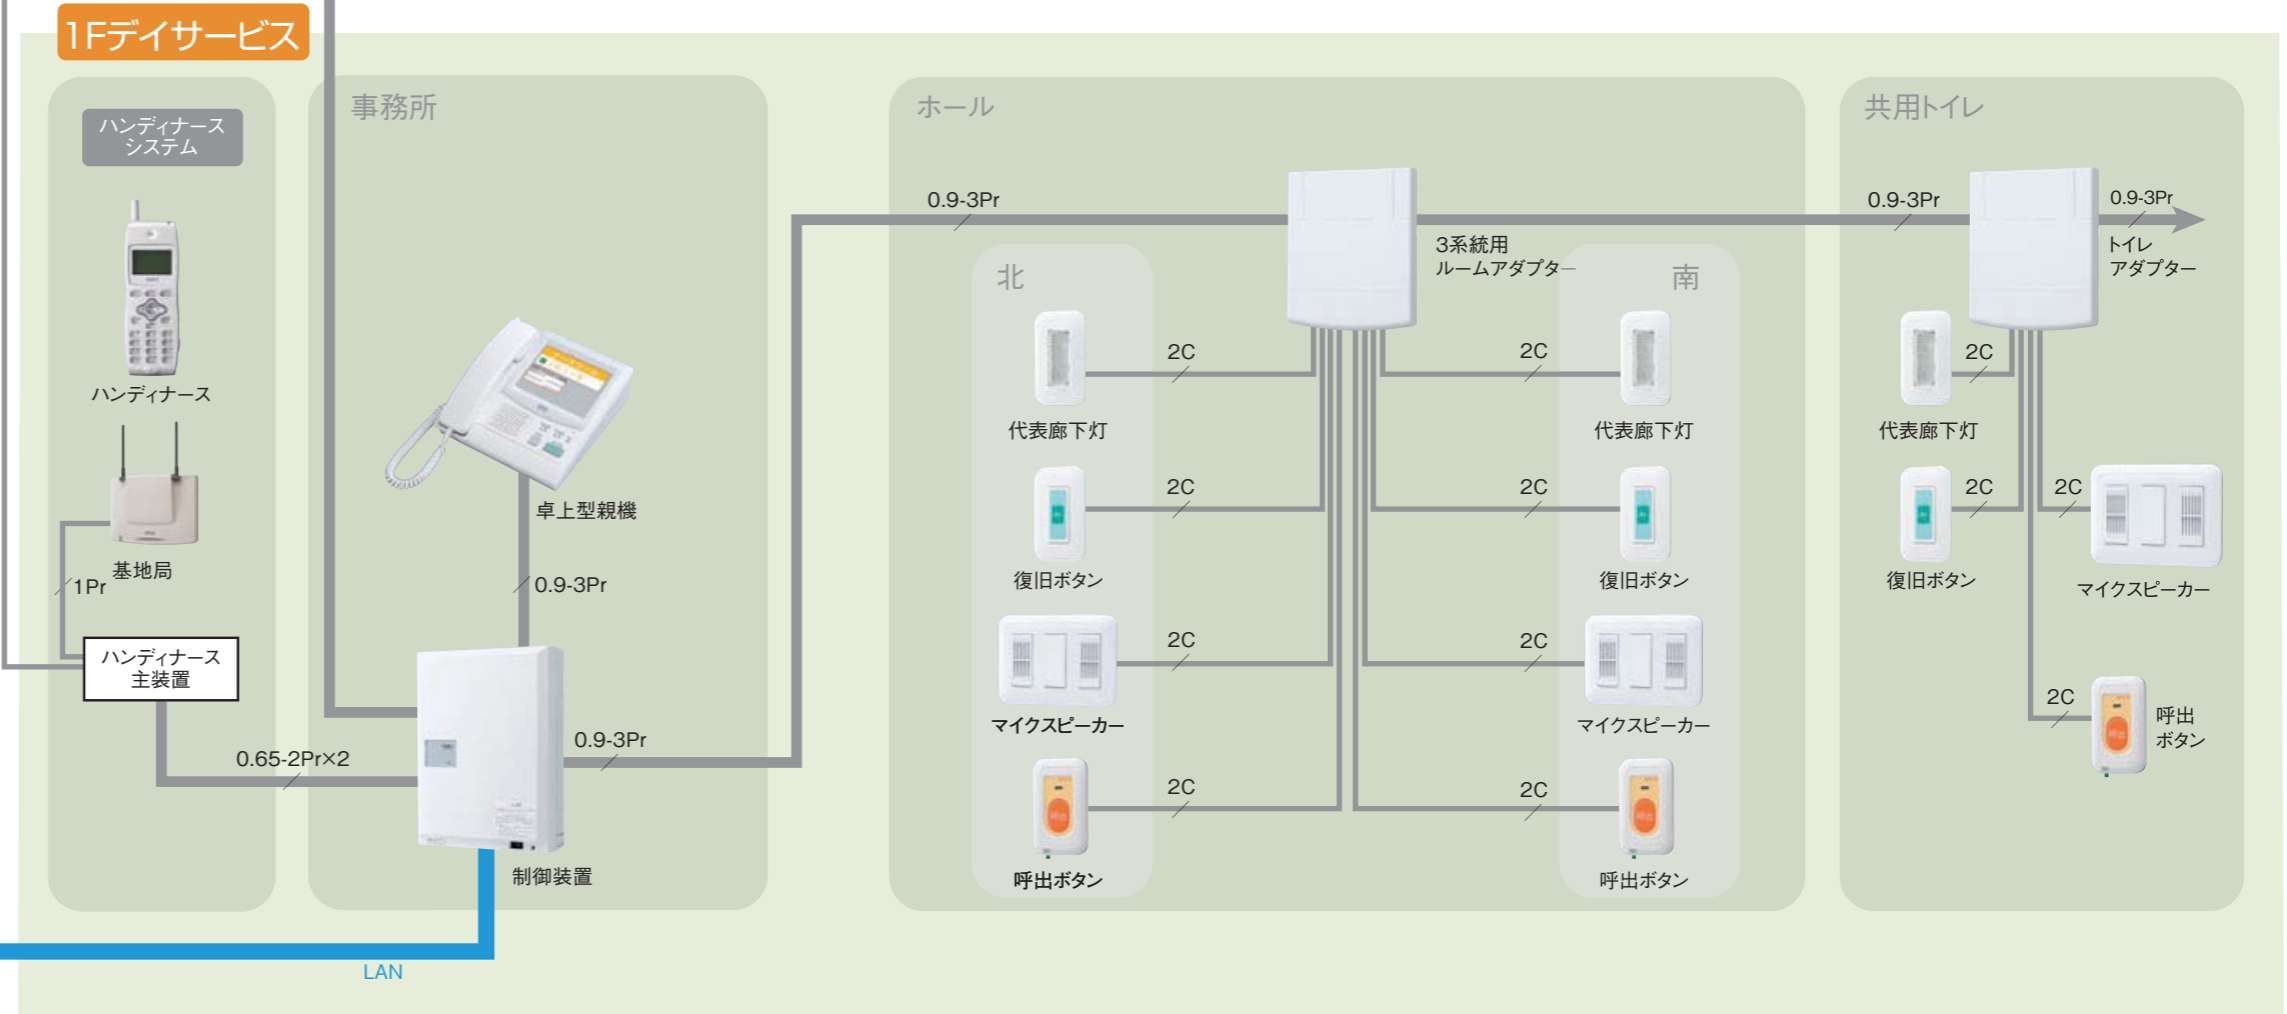 1Fデイサービス
ハンディナース
システム
ハンディナース
基地局
1Pr
ハンディナース
主装置
0.65-2Pr×2
事務所
卓上型親機
0.9-3Pr
0.9-3Pr
制御装置
LAN
ホール
0.9-3Pr
3系統用
ルームアダプター
北
2C
代表廊下灯
2C
復旧ボタン
2C
マイクスピーカー
2C
呼出
呼出ボタン
南
2C
代表廊下灯
2C
復旧ボタン
2C
マイクスピーカー
2C
呼出
呼出ボタン
共用トイレ
0.9-3Pr
0.9-3Pr
トイレ
アダプター
2C
代表廊下灯
2C
復旧ボタン
2C
マイクスピーカー
2C
呼出
呼出
ボタン